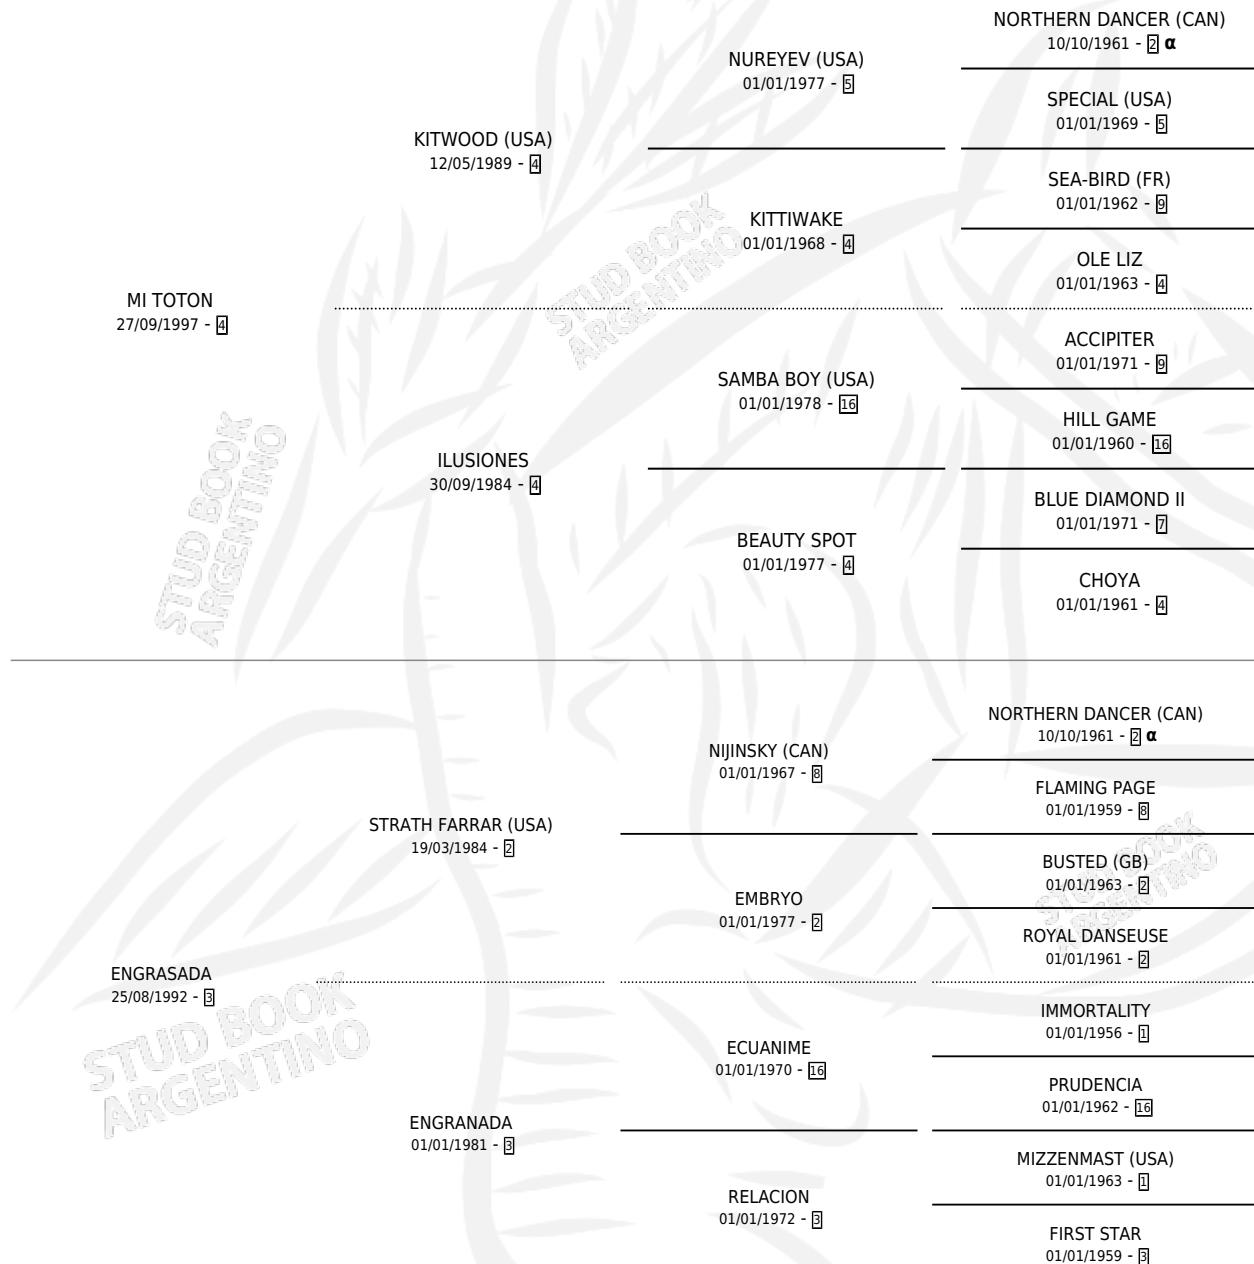 NORTHERN DANCER (CAN)
10/10/1961 - 2 α
NUREYEV (USA)
01/01/1977 - 5
SPECIAL (USA)
01/01/1969 - 5
KITWOOD (USA)
12/05/1989 - 4
SEA-BIRD (FR)
01/01/1962 - 9
KITTIWAKE
01/01/1968 - 4
OLE LIZ
01/01/1963 - 4
MI TOTON
27/09/1997 - 4
STUD BOOK
ARGENTINO
ACCIPITER
01/01/1971 - 9
SAMBA BOY (USA)
01/01/1978 - 16
HILL GAME
01/01/1960 - 16
ILUSIONES
30/09/1984 - 4
BLUE DIAMOND II
01/01/1971 - 7
BEAUTY SPOT
01/01/1977 - 4
CHOYA
01/01/1961 - 4
STUD BOOK
ARGENTINO
NORTHERN DANCER (CAN)
10/10/1961 - 2 α
NIJINSKY (CAN)
01/01/1967 - 8
FLAMING PAGE
01/01/1959 - 8
STRATH FARRAR (USA)
19/03/1984 - 2
BUSTED (GB)
01/01/1963 - 2
EMBRYO
01/01/1977 - 2
ROYAL DANSEUSE
01/01/1961 - 2
STUD BOOK
ARGENTINO
ENGRASADA
25/08/1992 - 3
STUD BOOK
ARGENTINO
IMMORTALITY
01/01/1956 - 1
ECUANIME
01/01/1970 - 16
PRUDENCIA
01/01/1962 - 16
ENGRANADA
01/01/1981 - 3
MIZZENMAST (USA)
01/01/1963 - 1
RELACION
01/01/1972 - 3
FIRST STAR
01/01/1959 - 3